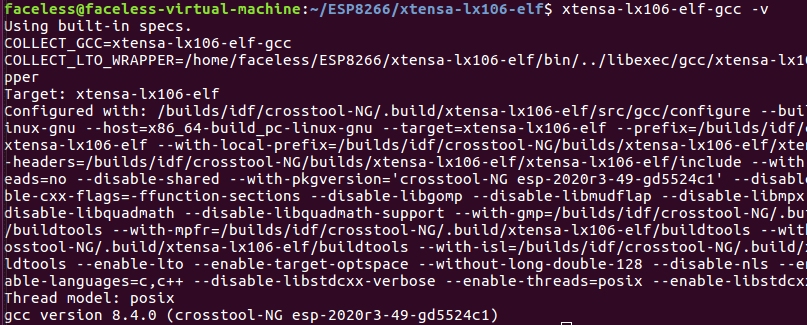 faceless@faceless-virtual-machine:~/ESP8266/xtensa-lx106-elf$ xtensa-lx106-elf-gcc -v
Using built-in specs.
COLLECT_GCC=xtensa-lx106-elf-gcc
COLLECT_LTO_WRAPPER=/home/faceless/ESP8266/xtensa-lx106-elf/bin/../libexec/gcc/xtensa-lx10
pper
Target: xtensa-lx106-elf
Configured with: /builds/idf/crosstool-NG/.build/xtensa-lx106-elf/src/gcc/configure --buil
inux-gnu --host=x86_64-build_pc-linux-gnu --target=xtensa-lx106-elf --prefix=/builds/idf/c
xtensa-lx106-elf --with-local-prefix=/builds/idf/crosstool-NG/builds/xtensa-lx106-elf/xten
-headers=/builds/idf/crosstool-NG/builds/xtensa-lx106-elf/xtensa-lx106-elf/include --with
eads=no --disable-shared --with-pkgversion='crosstool-NG esp-2020r3-49-gd5524c1' --disabl
ble-cxx-flags=-ffunction-sections --disable-libgomp --disable-libmudflap --disable-libmpx
disable-libquadmath --disable-libquadmath-support --with-gmp=/builds/idf/crosstool-NG/.bu
/buildtools --with-mpfr=/builds/idf/crosstool-NG/.build/xtensa-lx106-elf/buildtools --with
osstool-NG/.build/xtensa-lx106-elf/buildtools --with-isl=/builds/idf/crosstool-NG/.build/x
ldtools --enable-lto --enable-target-optspace --without-long-double-128 --disable-nls --en
able-languages=c,c++ --disable-libstdcxx-verbose --enable-threads=posix --enable-libstdcx
Thread model: posix
gcc version 8.4.0 (crosstool-NG esp-2020r3-49-gd5524c1)